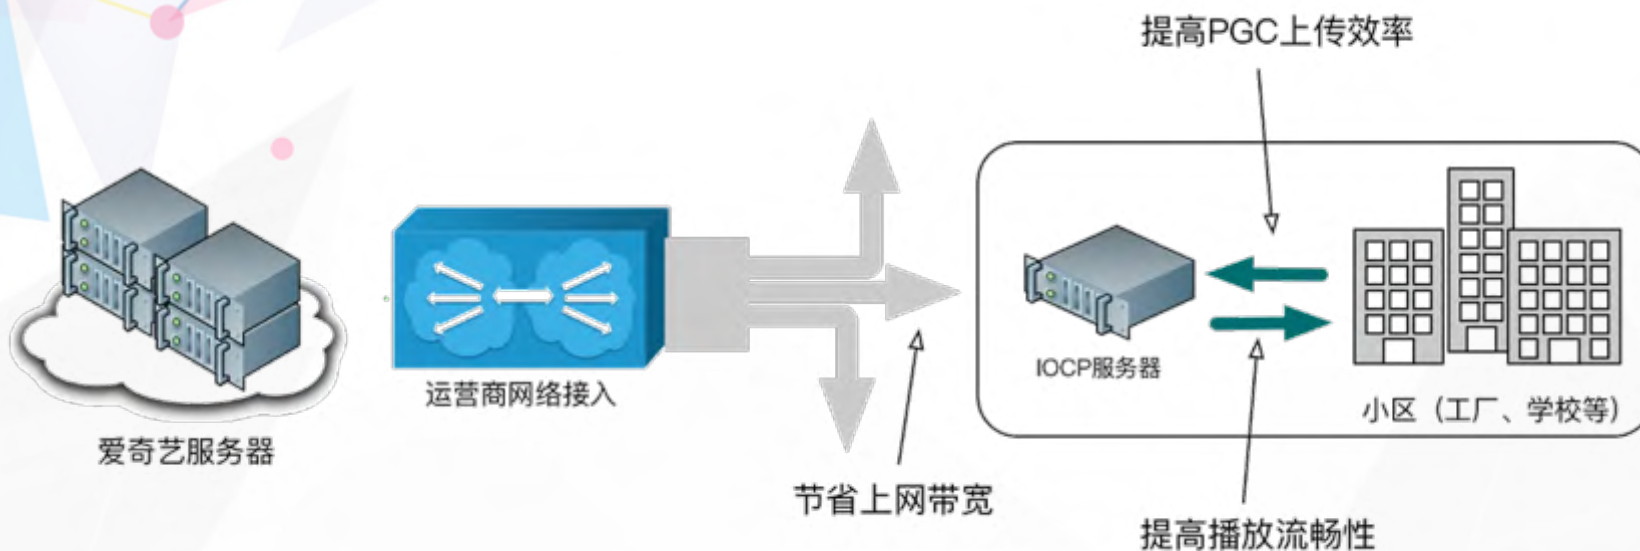 提高PGC上传效率
爱奇艺服务器
运营商网络接入
IOCP服务器
小区（工厂、学校等）
节省上网带宽
提高播放流畅性